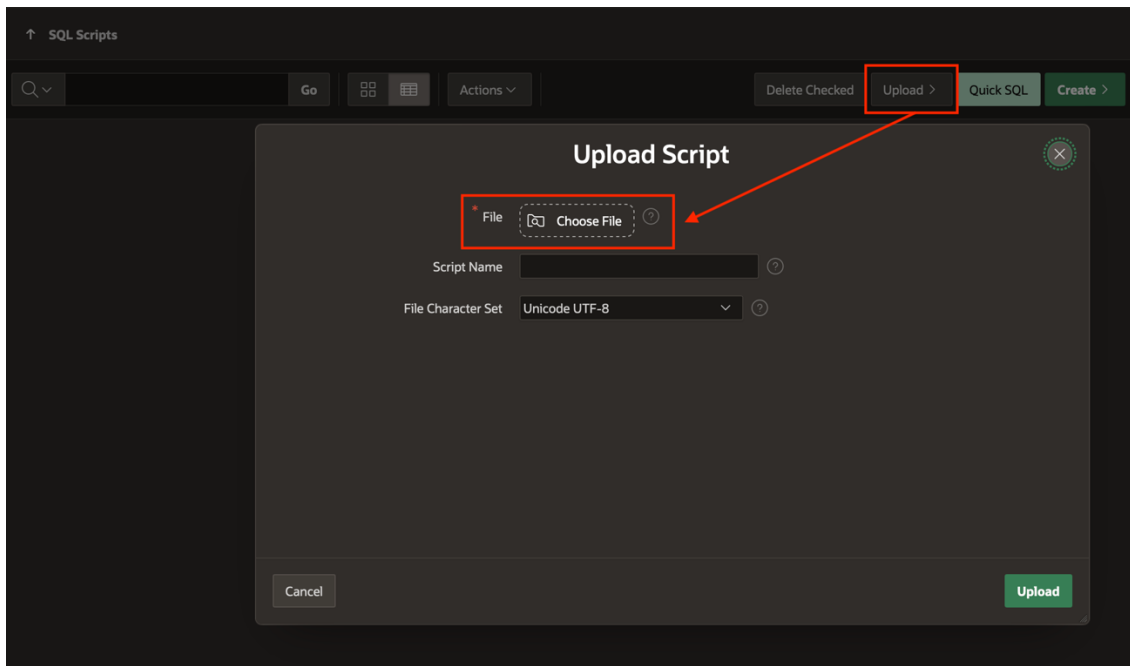 SQL Scripts
Go
Actions
Delete Checked
Upload
Quick SQL
Create
Upload Script
* File
Choose File
Script Name
File Character Set
Unicode UTF-8
Cancel
Upload